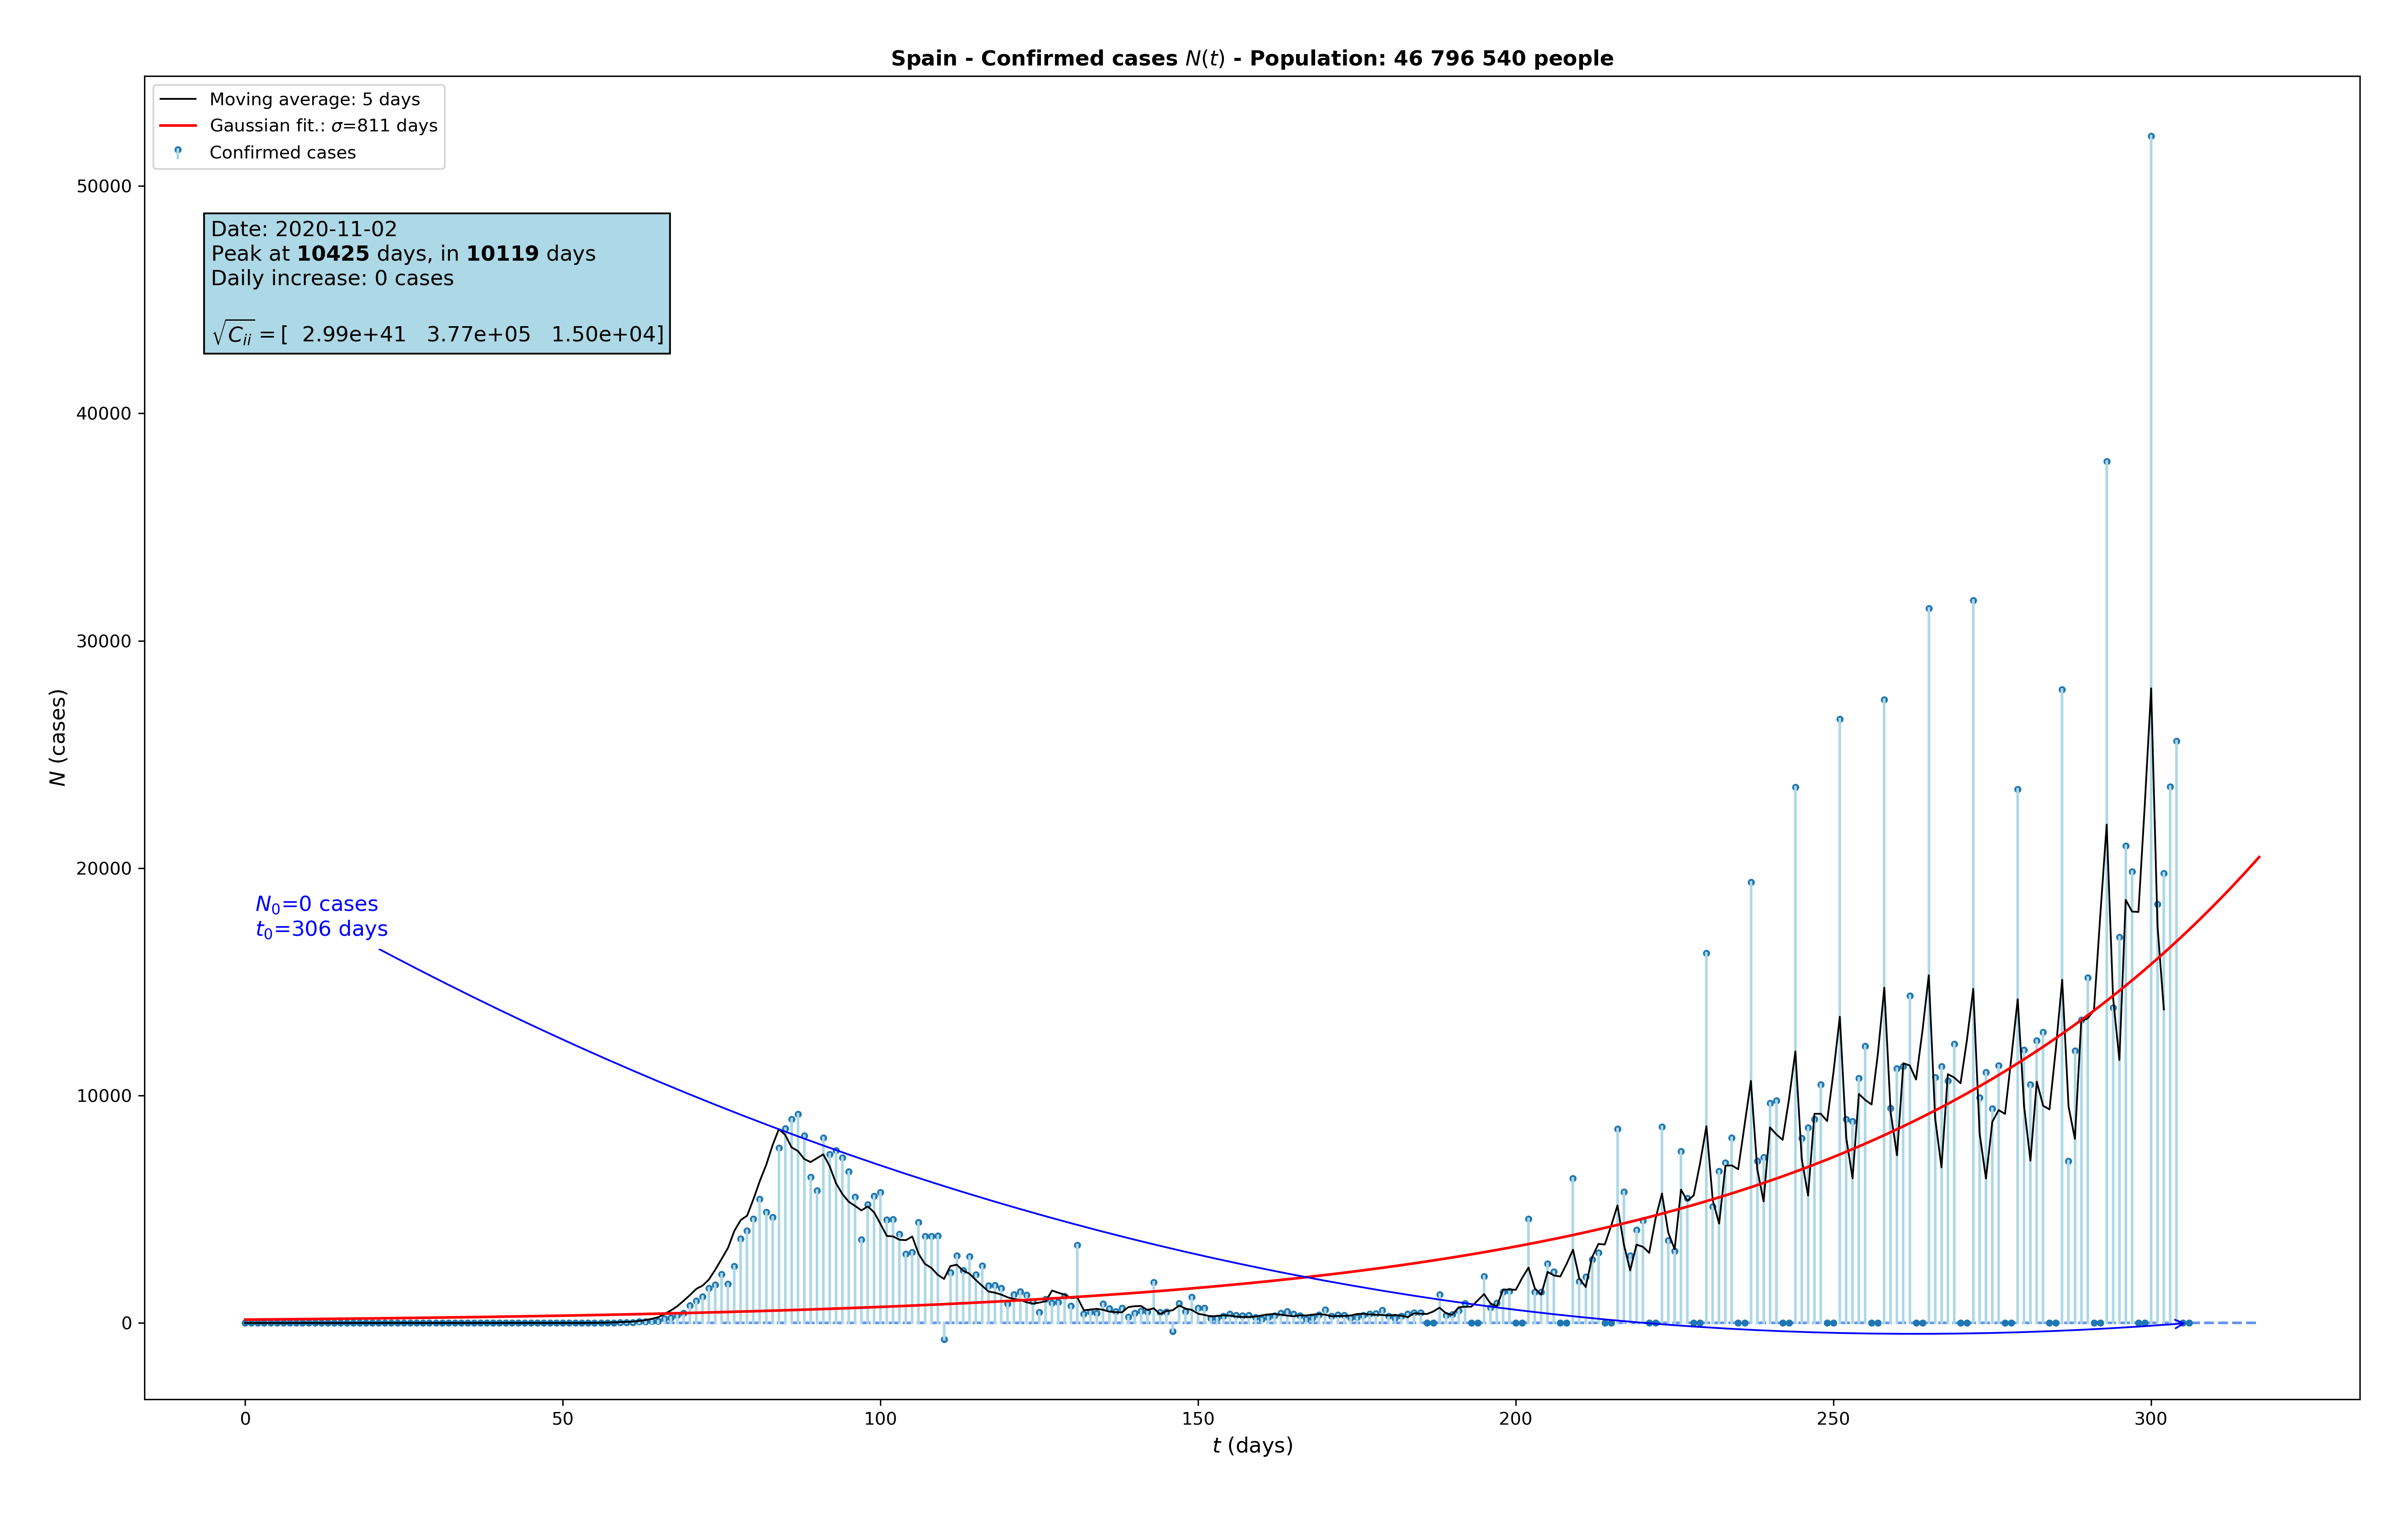 Spain - Confirmed cases N(t) - Population: 46 796 540 people
Moving average: 5 days
Gaussian fit.: σ=811 days
Confirmed cases
Date: 2020-11-02
Peak at 10425 days, in 10119 days
Daily increase: 0 cases
√C_ii = [ 2.99e+41 3.77e+05 1.50e+04]
N_0=0 cases
t_0=306 days
50000
40000
30000
20000
10000
0
N (cases)
0 50 100 150 200 250 300
t (days)